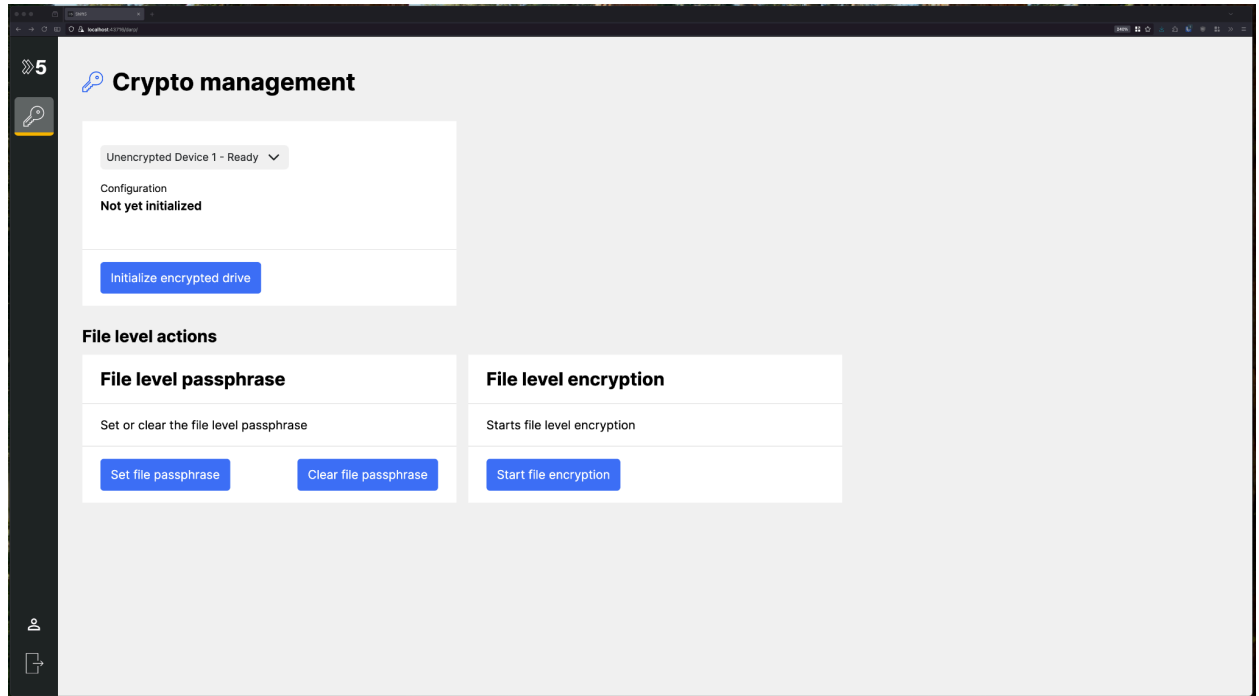 localhost:43719/darc/
»5
Crypto management
Unencrypted Device 1 - Ready
Configuration
Not yet initialized
Initialize encrypted drive
File level actions
File level passphrase
Set or clear the file level passphrase
Set file passphrase
Clear file passphrase
File level encryption
Starts file level encryption
Start file encryption